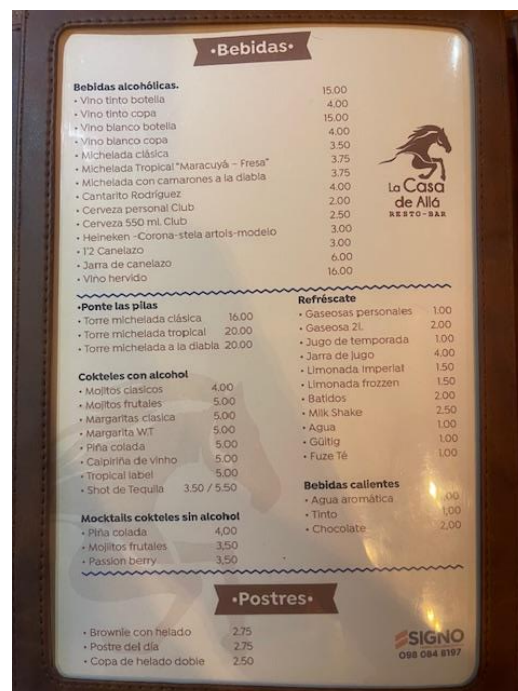 •Bebidas•
Bebidas alcohólicas.
• Vino tinto botella 15.00
• Vino tinto copa 4.00
• Vino blanco botella 15.00
• Vino blanco copa 4.00
• Michelada clásica 3.50
• Michelada Tropical "Maracuyá - Fresa" 3.75
• Michelada con camarones a la diabla 3.75
• Cantarito Rodríguez 4.00
• Cerveza personal Club 2.00
• Cerveza 550 ml. Club 2.50
• Heineken -Corona-stela artois-modelo 3.00
• 1'2 Canelazo 3.00
• Jarra de canelazo 6.00
• Vino hervido 16.00
La Casa
de Allá
RESTO-BAR
•Ponte las pilas
• Torre michelada clásica 16.00
• Torre michelada tropical 20.00
• Torre michelada a la diabla 20.00
Cokteles con alcohol
• Mojitos clasicos 4.00
• Mojitos frutales 5.00
• Margaritas clasica 5.00
• Margarita W.T 5.00
• Piña colada 5.00
• Caipiriña de vinho 5.00
• Tropical label 5.00
• Shot de Tequila 3.50 / 5.50
Mocktails cokteles sin alcohol
• Piña colada 4,00
• Mojiitos frutales 3,50
• Passion berry 3,50
Refréscate
• Gaseosas personales 1.00
• Gaseosa 2l. 2,00
• Jugo de temporada 1.00
• Jarra de jugo 4.00
• Limonada Imperial 1.50
• Limonada frozzen 1.50
• Batidos 2.00
• Milk Shake 2.50
• Agua 1.00
• Güitig 1.00
• Fuze Té 1.00
Bebidas calientes
• Agua aromática
• Tinto 1,00
• Chocolate 2,00
•Postres•
• Brownie con helado 2.75
• Postre del día 2.75
• Copa de helado doble 2.50
SIGNO
098 084 8197